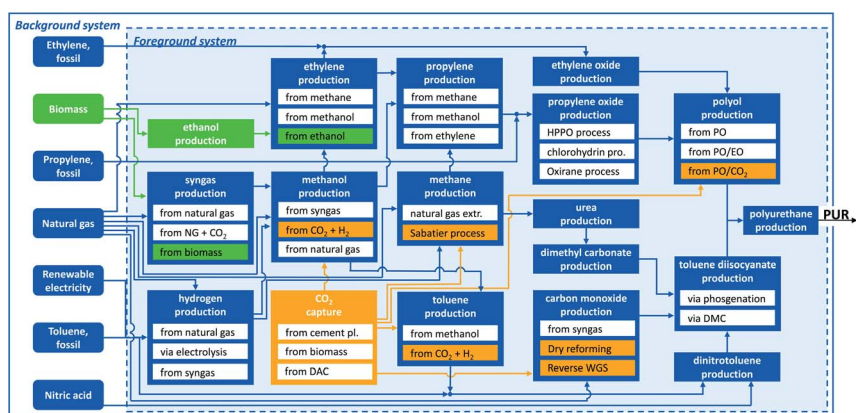 Background system
Foreground system
Ethylene,
fossil
Biomass
Propylene,
fossil
Natural gas
Renewable
electricity
Toluene,
fossil
Nitric acid
ethanol
production
syngas
production
from natural gas
from NG + CO₂
from biomass
hydrogen
production
from natural gas
via electrolysis
from syngas
ethylene
production
from methane
from methanol
from ethanol
methanol
production
from syngas
from CO₂ + H₂
from natural gas
CO₂
capture
from cement pl.
from biomass
from DAC
propylene
production
from methane
from methanol
from ethylene
methane
production
natural gas extr.
Sabatier process
toluene
production
from methanol
from CO₂ + H₂
ethylene oxide
production
propylene oxide
production
HPPO process
chlorohydrin pro.
Oxirane process
urea
production
dimethyl carbonate
production
carbon monoxide
production
from syngas
Dry reforming
Reverse WGS
polyol
production
from PO
from PO/EO
from PO/CO₂
toluene diisocyanate
production
via phosgenation
via DMC
dinitrotoluene
production
polyurethane
production
PUR